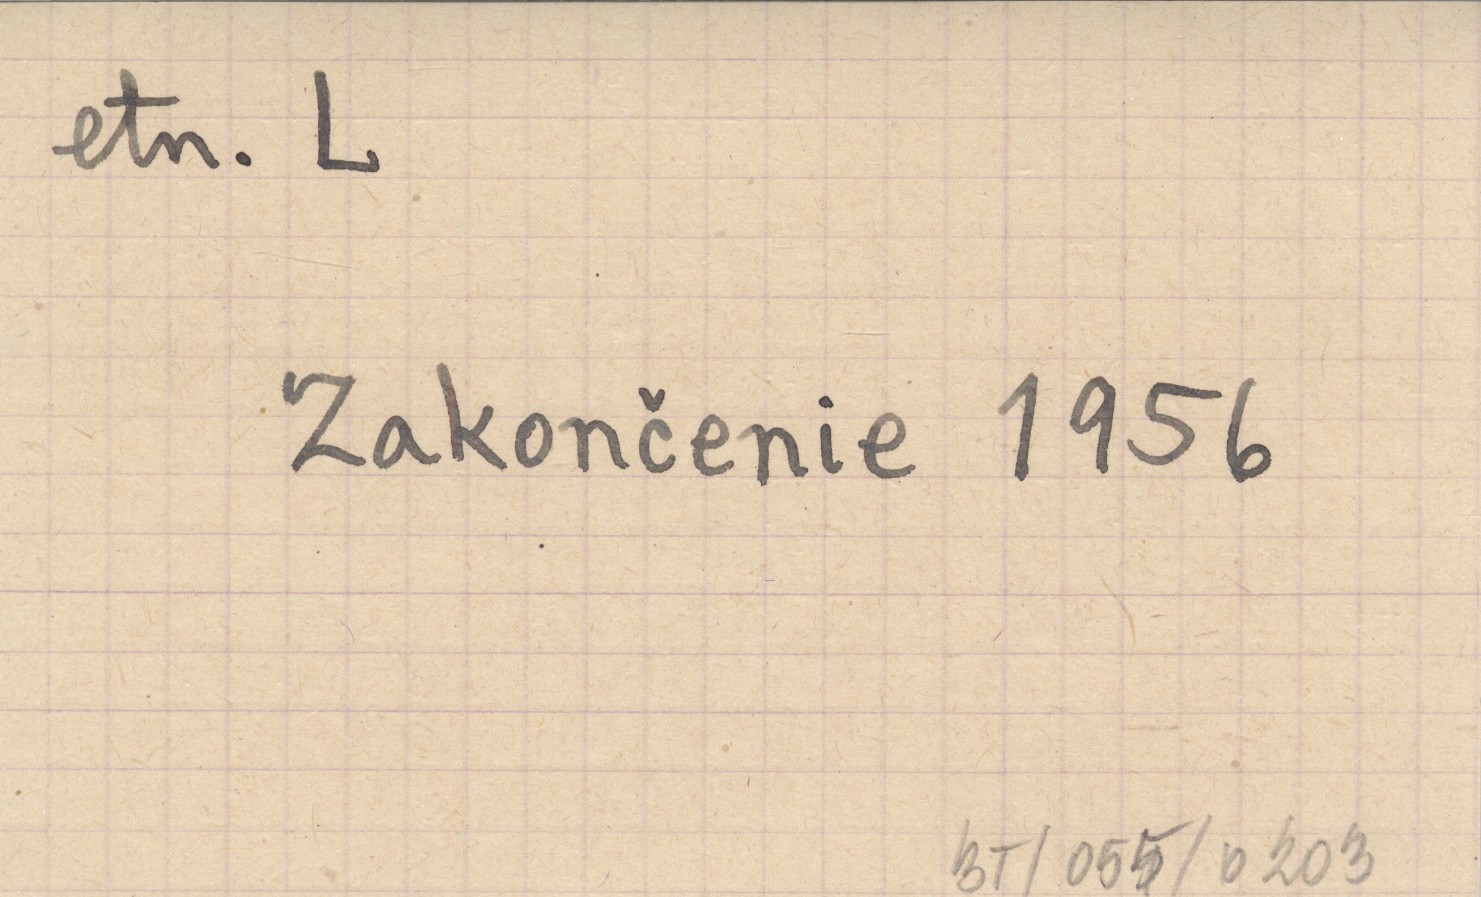 etn. L
Zakončenie 1956
BT/055/0203